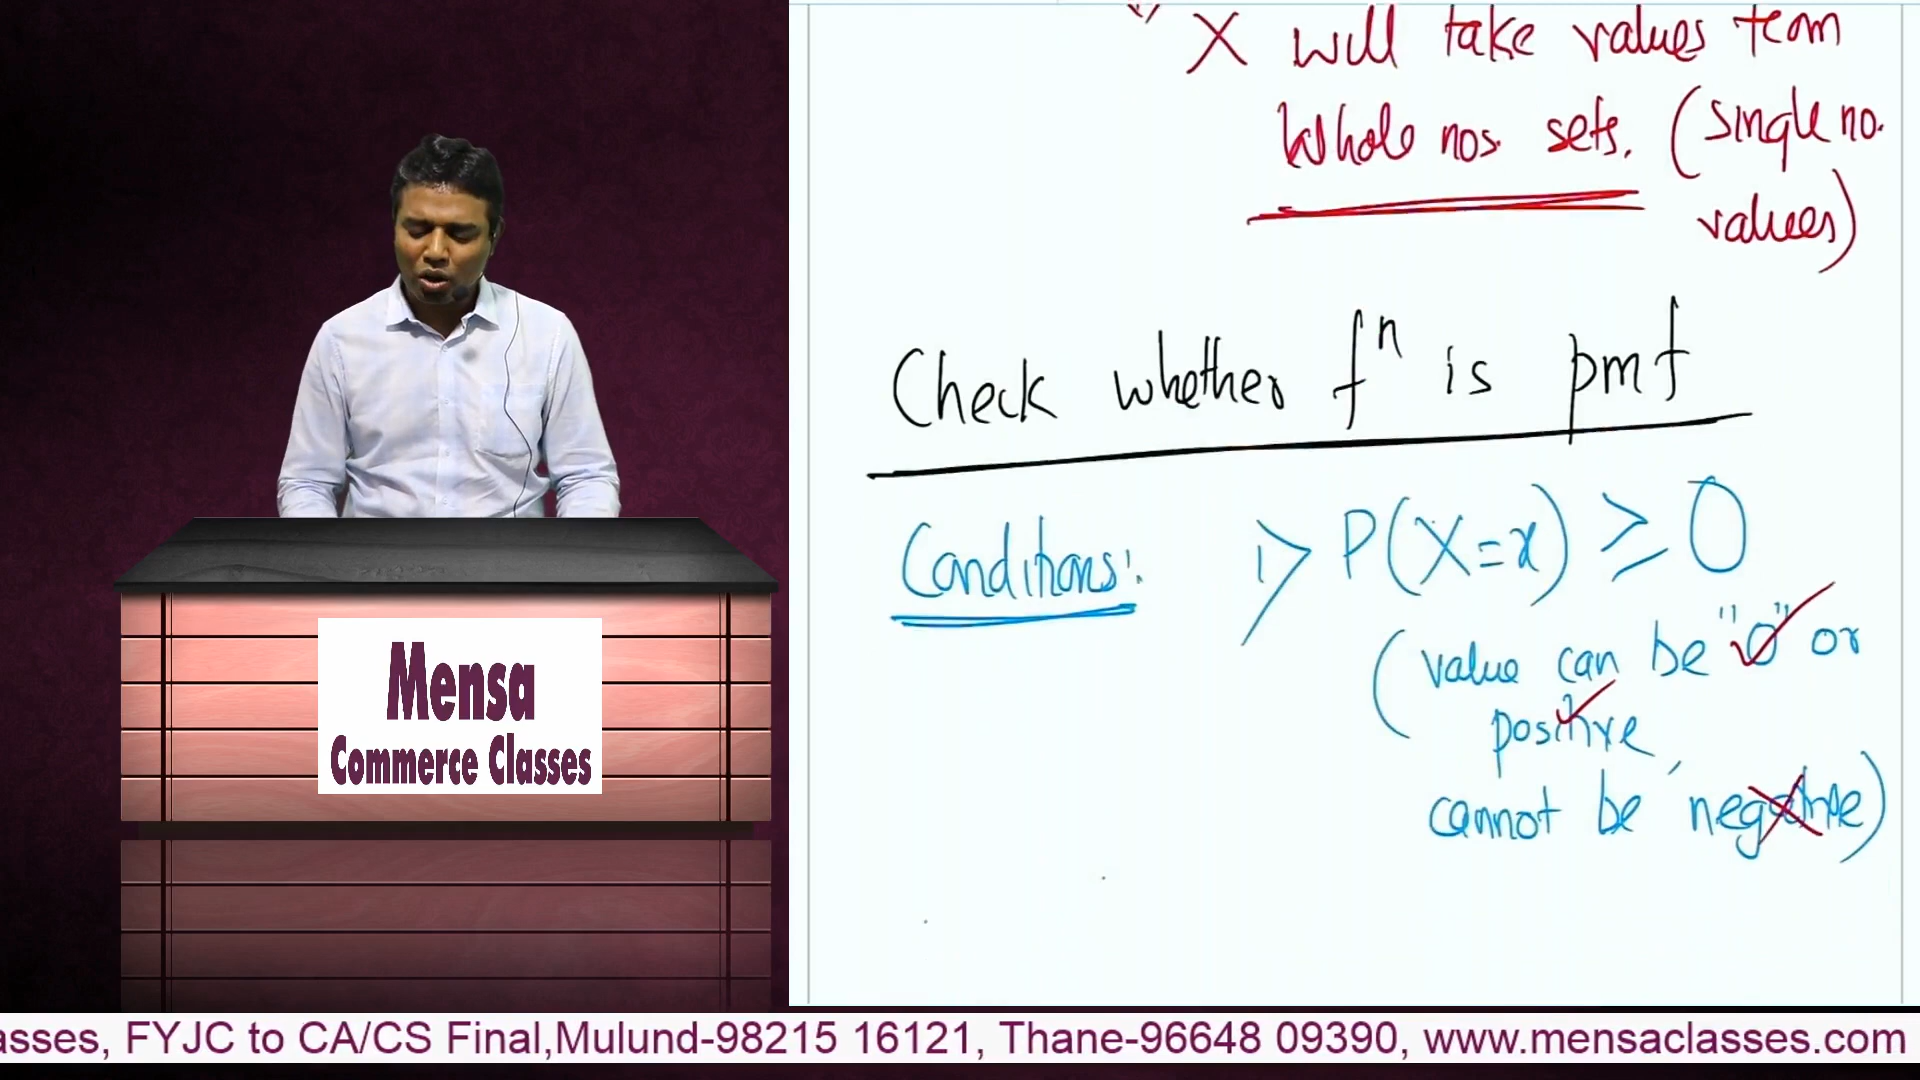 X will take values from
Whole nos. sets. (single no.
values)
Check whether fⁿ is pmf
Conditions: 1> P(X=x) ≥ 0
(value can be "0" or
positive,
cannot be negative)
Mensa
Commerce Classes
asses, FYJC to CA/CS Final,Mulund-98215 16121, Thane-96648 09390, www.mensaclasses.com